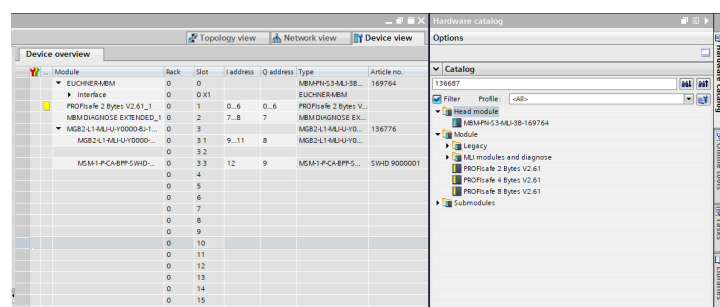 Hardware catalog
Topology view Network view Device view
Options
Device overview
Catalog
... Module Rack Slot I address Q address Type Article no.
136687
EUCHNER-MBM 0 0 MBM-PN-S3-MLI-3B... 169764
Filter Profile: <All>
Interface 0 0 X1 EUCHNER-MBM
PROFIsafe 2 Bytes V2.61_1 0 1 0...6 0...6 PROFIsafe 2 Bytes V...
MBM DIAGNOSE EXTENDED_1 0 2 7...8 7 MBM DIAGNOSE EX...
MGB2-L1-MLI-U-Y0000-BJ-1... 0 3 MGB2-L1-MLI-U-Y0... 136776
MGB2-L1-MLI-U-Y0000-... 0 3 1 9...11 8 MGB2-L1-MLI-U-Y0...
0 3 2
MSM-1-P-CA-BPP-SWID-... 0 3 3 12 9 MSM-1-P-CA-BPP-S... SWID 9000001
0 4
0 5
0 6
0 7
0 8
0 9
0 10
0 11
0 12
0 13
0 14
0 15
Head module
MBM-PN-S3-MLI-3B-169764
Module
Legacy
MLI modules and diagnose
PROFIsafe 2 Bytes V2.61
PROFIsafe 4 Bytes V2.61
PROFIsafe 8 Bytes V2.61
Submodules
Hardware catalog
Online tools
Tasks
Libraries